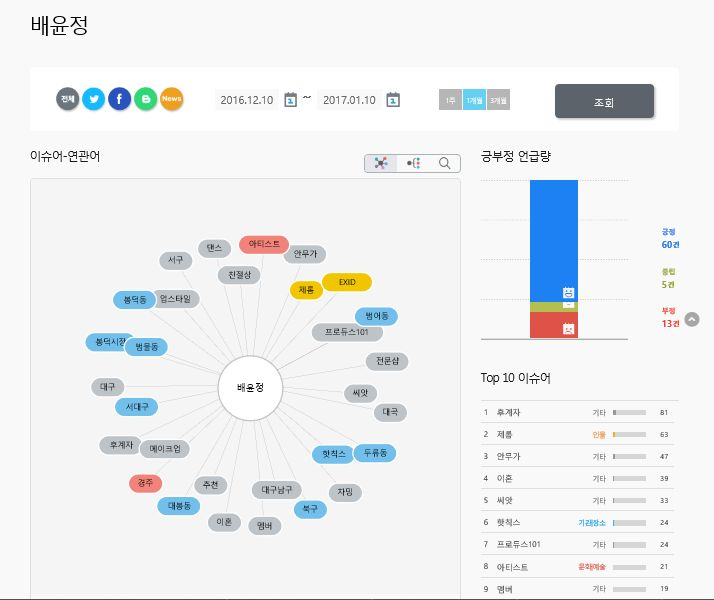 배윤정
전체
News
2016.12.10 ~ 2017.01.10
1주 1개월 3개월
조회
이슈어-연관어
긍부정 언급량
아티스트
댄스
안무가
서구
친절상
제롬
EXID
봉덕동
업스타일
범어동
프로듀스101
봉덕시장
범물동
전문샵
배윤정
대구
씨앗
서대구
대곡
후계자
메이크업
핫칙스
두류동
경주
추천
대구남구
차밍
대봉동
북구
이혼
멤버
긍정
60건
중립
5건
부정
13건
Top 10 이슈어
1 후계자 기타 81
2 제롬 인물 63
3 안무가 기타 47
4 이혼 기타 39
5 씨앗 기타 33
6 핫칙스 기관/장소 24
7 프로듀스101 기타 24
8 아티스트 문화/예술 21
9 멤버 기타 19